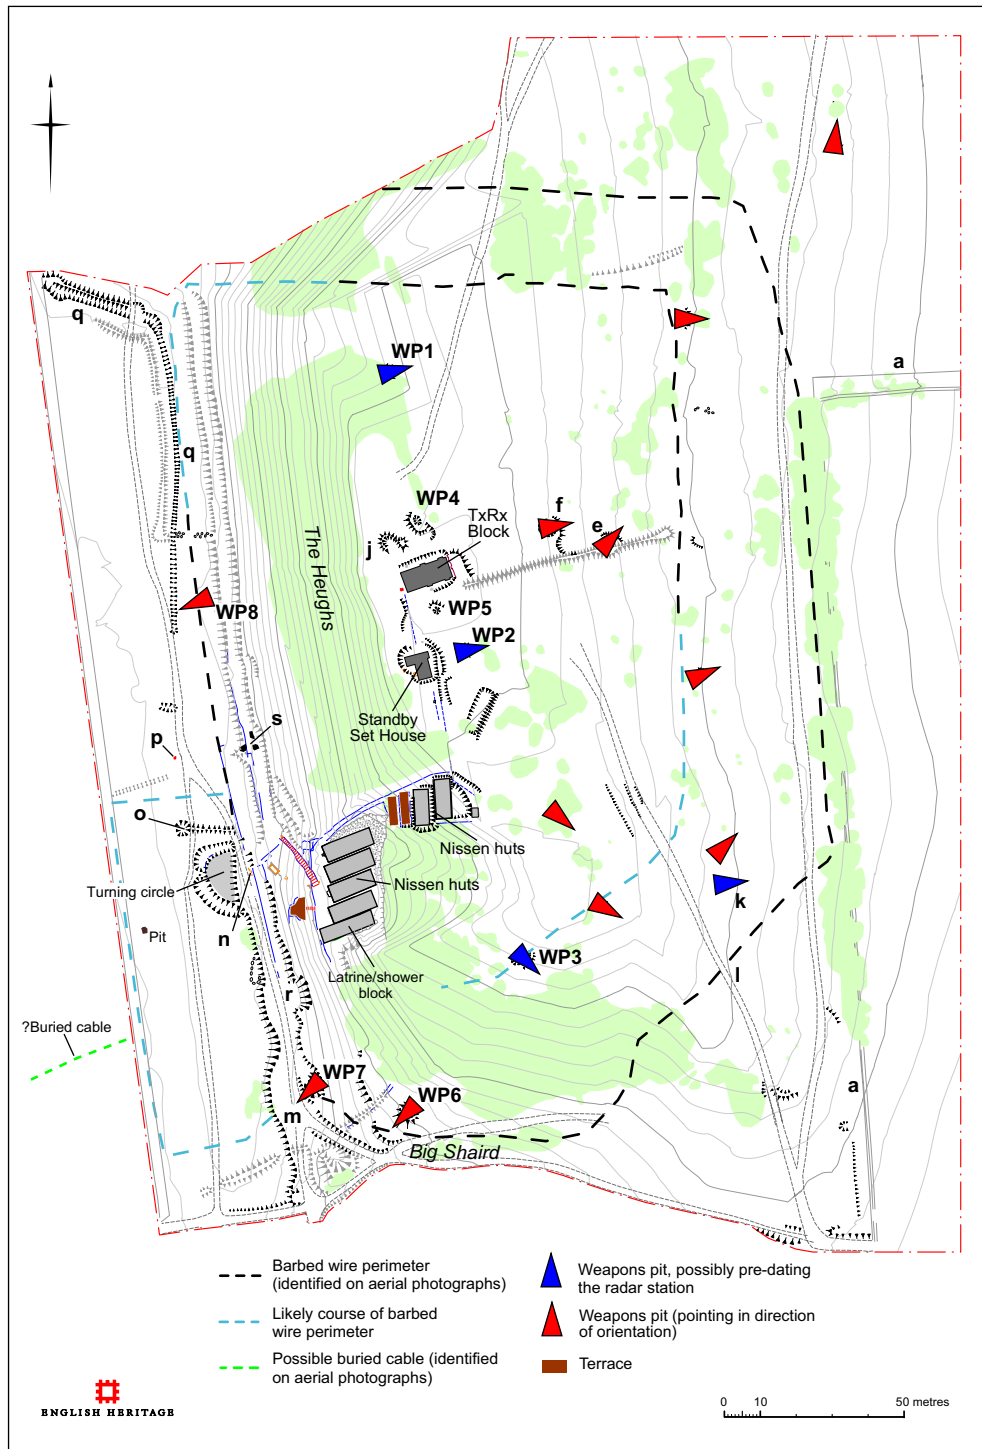 q
WP1
a
q
WP4
TxRx
Block
f
e
j
The Heughs
WP5
WP8
WP2
s
Standby
Set House
p
o
Nissen huts
Turning circle
Nissen huts
k
n
Pit
WP3
l
Latrine/shower
block
r
?Buried cable
WP7
WP6
a
m
Big Shaird
Barbed wire perimeter
(identified on aerial photographs)
Likely course of barbed
wire perimeter
Possible buried cable (identified
on aerial photographs)
Weapons pit, possibly pre-dating
the radar station
Weapons pit (pointing in direction
of orientation)
Terrace
ENGLISH HERITAGE
0 10 50 metres